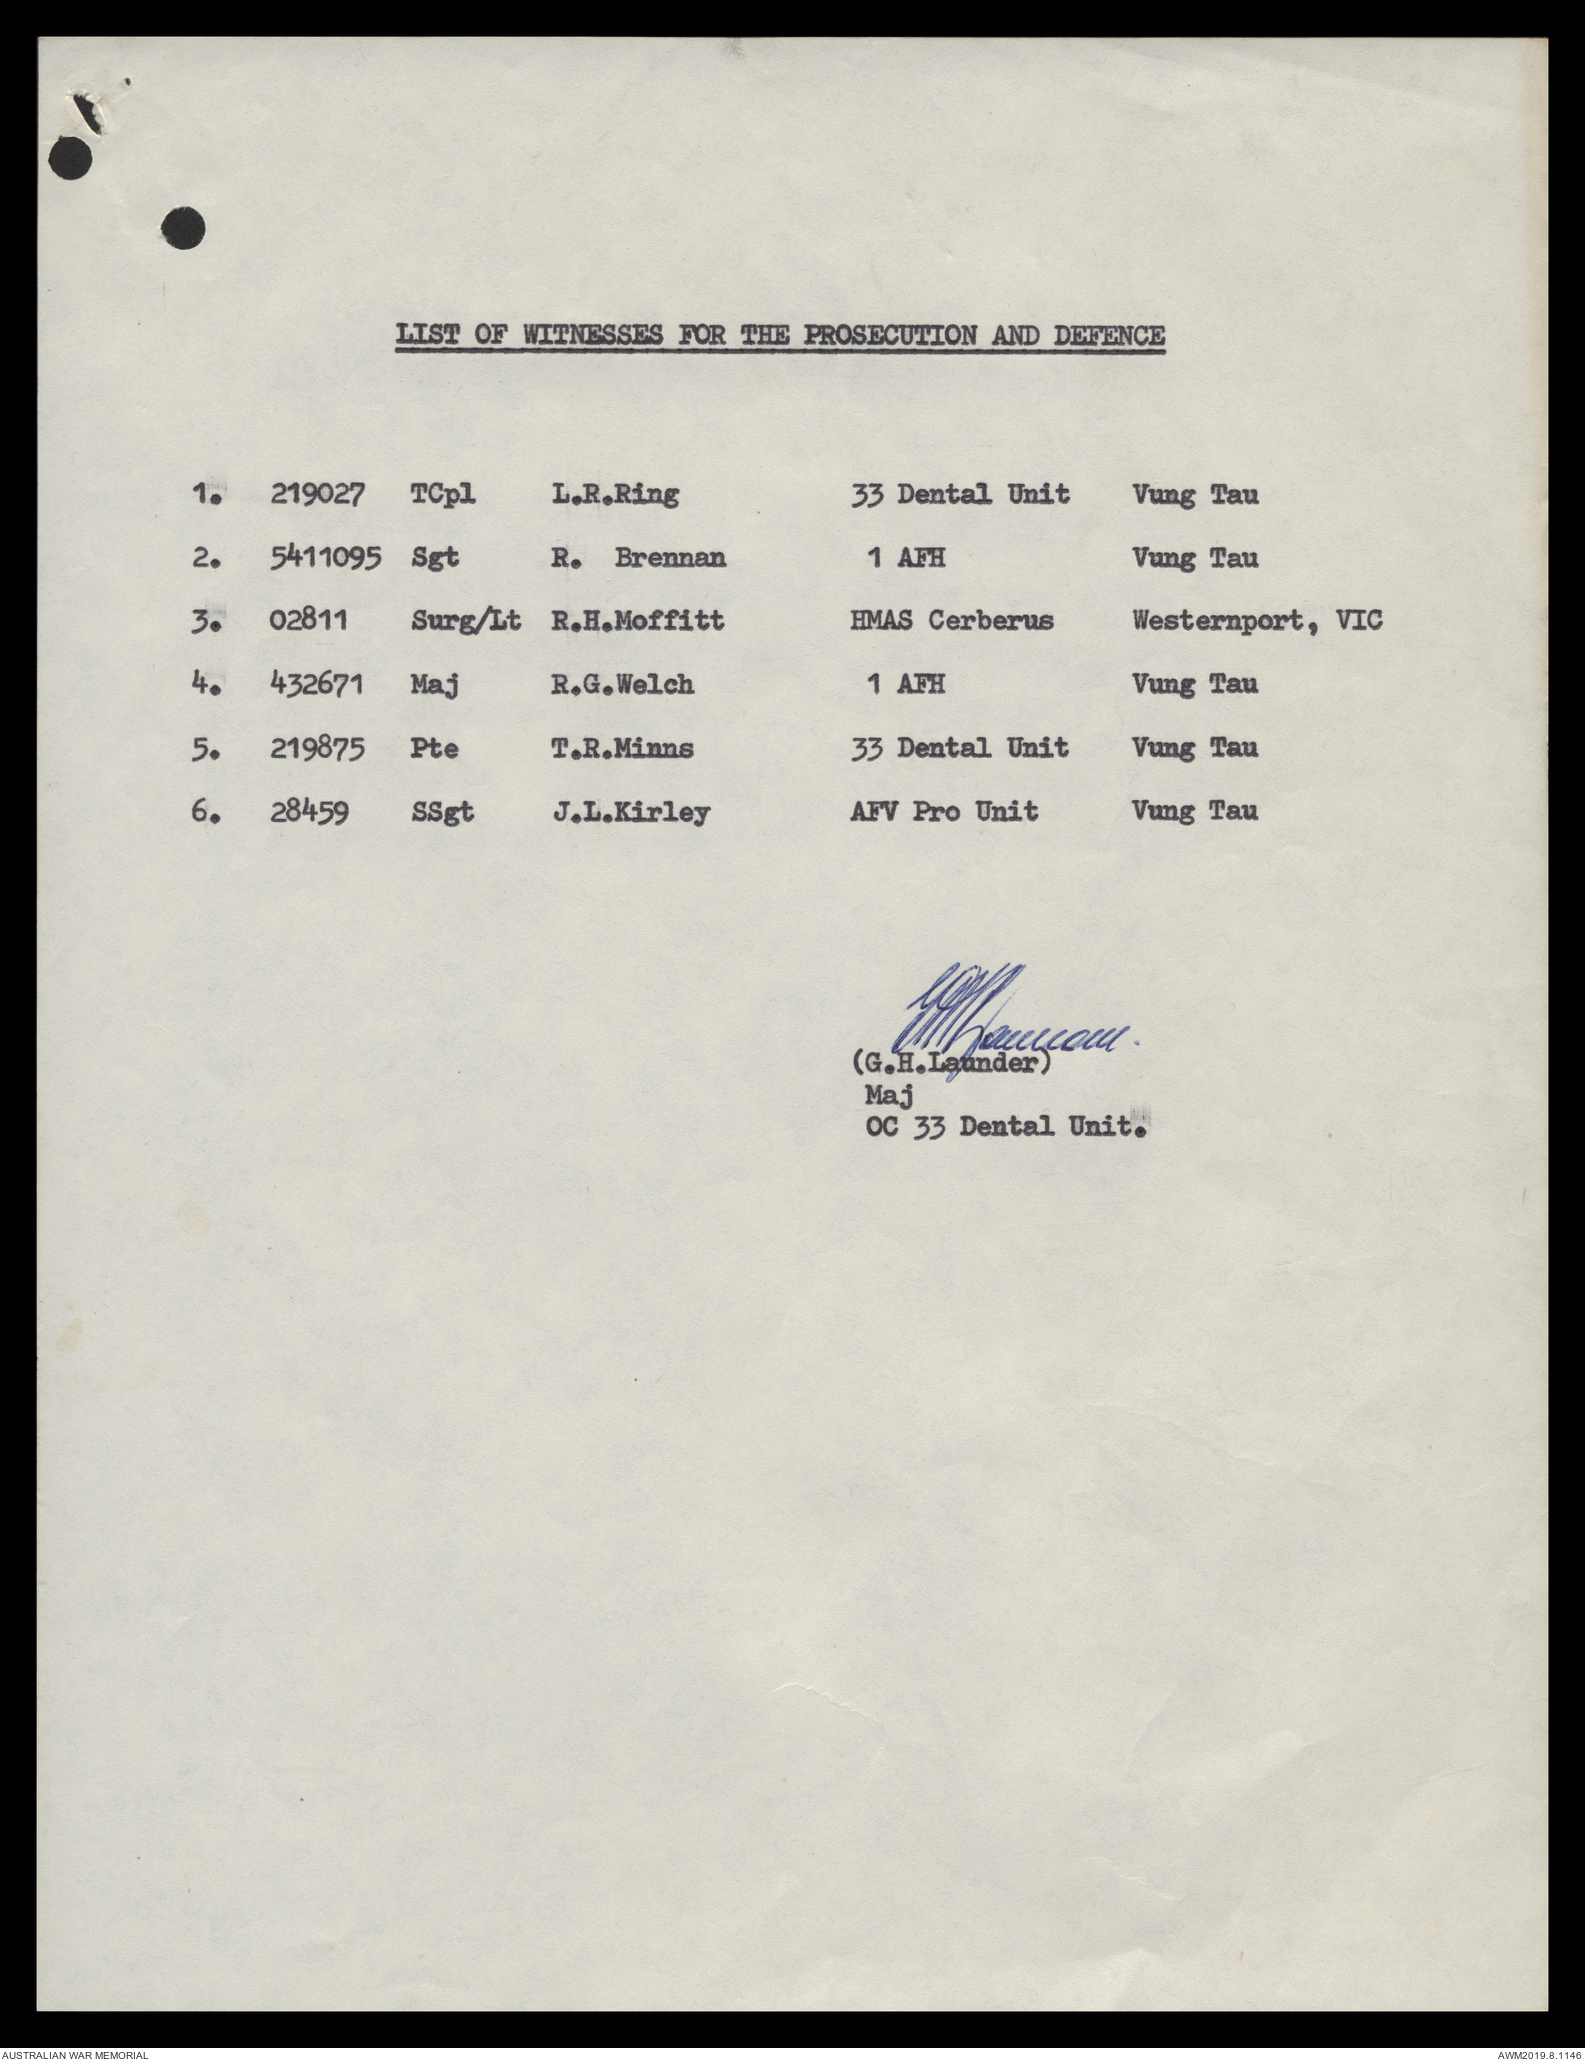 LIST OF WITNESSES FOR THE PROSECUTION AND DEFENCE
1. 219027 TCpl L.R.Ring 33 Dental Unit Vung Tau
2. 5411095 Sgt R. Brennan 1 AFH Vung Tau
3. 02811 Surg/Lt R.H.Moffitt HMAS Cerberus Westernport, VIC
4. 432671 Maj R.G.Welch 1 AFH Vung Tau
5. 219875 Pte T.R.Minns 33 Dental Unit Vung Tau
6. 28459 SSgt J.L.Kirley AFV Pro Unit Vung Tau
(G.H.Launder)
Maj
OC 33 Dental Unit.
AUSTRALIAN WAR MEMORIAL AWM2019.8.1146